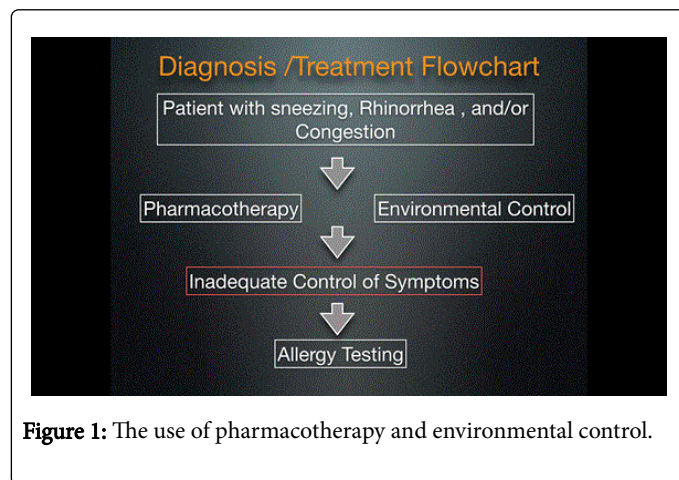 Diagnosis /Treatment Flowchart
Patient with sneezing, Rhinorrhea , and/or
Congestion
Pharmacotherapy
Environmental Control
Inadequate Control of Symptoms
Allergy Testing
Figure 1: The use of pharmacotherapy and environmental control.